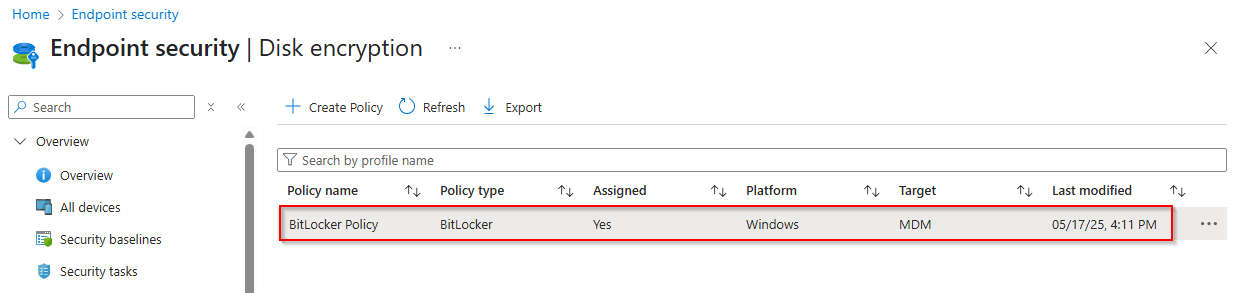 Home > Endpoint security
Endpoint security | Disk encryption ...
Search
Create Policy Refresh Export
Overview
Search by profile name
Overview
Policy name Policy type Assigned Platform Target Last modified
All devices
BitLocker Policy BitLocker Yes Windows MDM 05/17/25, 4:11 PM
Security baselines
Security tasks